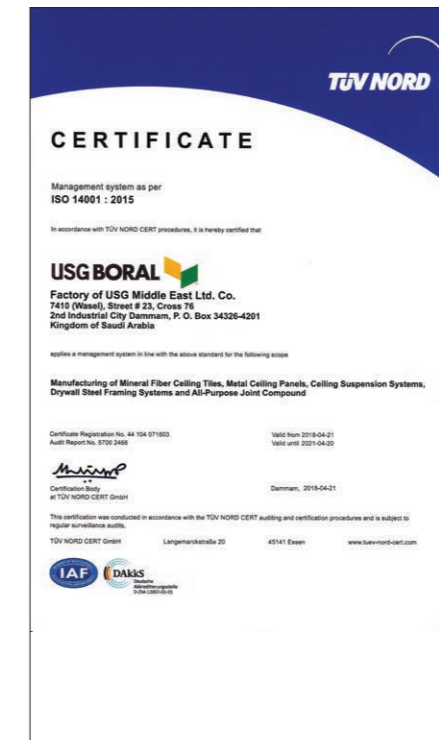 TÜV NORD
CERTIFICATE
Management system as per
ISO 14001 : 2015
In accordance with TÜV NORD CERT procedures, it is hereby certified that
USG BORAL
Factory of USG Middle East Ltd. Co.
7410 (Wasel), Street # 23, Cross 76
2nd Industrial City Dammam, P. O. Box 34326-4201
Kingdom of Saudi Arabia
applies a management system in line with the above standard for the following scope
Manufacturing of Mineral Fiber Ceiling Tiles, Metal Ceiling Panels, Ceiling Suspension Systems,
Drywall Steel Framing Systems and All-Purpose Joint Compound
Certificate Registration No. 44 104 071603
Audit Report No. 5700 2466
Valid from 2018-04-21
Valid until 2021-04-20
Certification Body
at TÜV NORD CERT GmbH
Dammam, 2018-04-21
This certification was conducted in accordance with the TÜV NORD CERT auditing and certification procedures and is subject to
regular surveillance audits.
TÜV NORD CERT GmbH Langemarckstraße 20 45141 Essen www.tuev-nord-cert.com
IAF
DAkkS
Deutsche
Akkreditierungsstelle